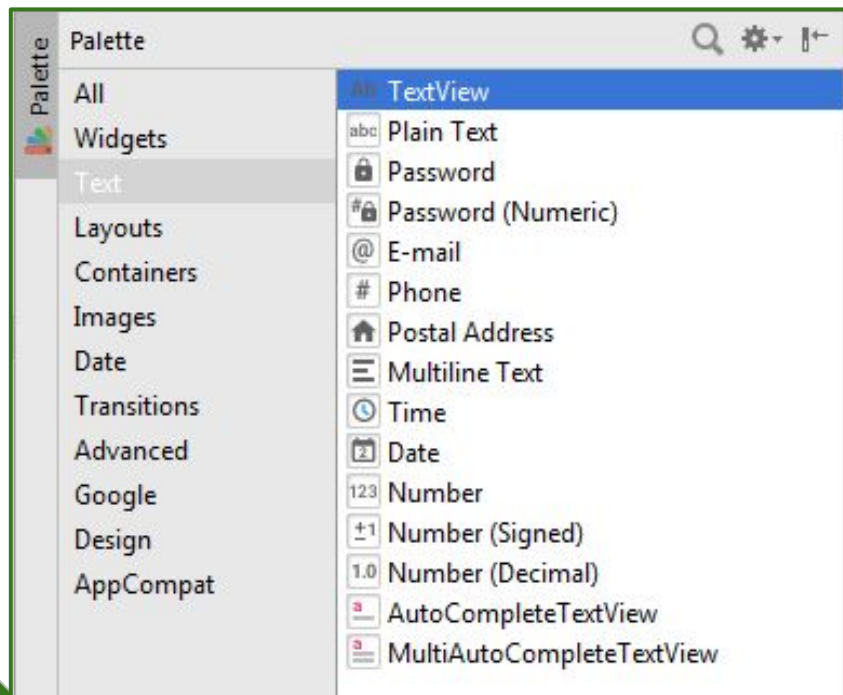 Palette
Palette
All
Widgets
Text
Layouts
Containers
Images
Date
Transitions
Advanced
Google
Design
AppCompat
Ab TextView
abc Plain Text
Password
# Password (Numeric)
@ E-mail
# Phone
Postal Address
Multiline Text
Time
2 Date
123 Number
±1 Number (Signed)
1.0 Number (Decimal)
a AutoCompleteTextView
a MultiAutoCompleteTextView